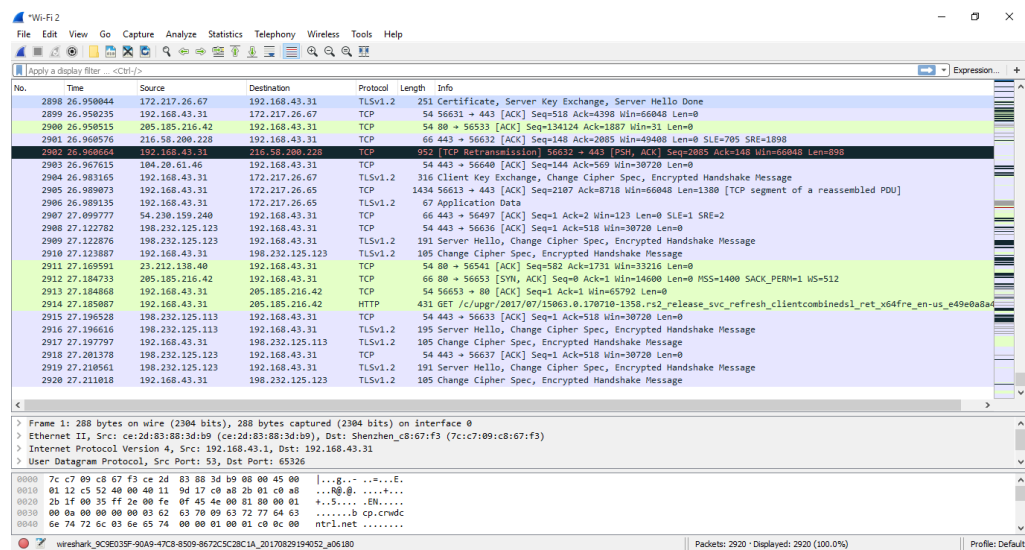 *Wi-Fi 2
File Edit View Go Capture Analyze Statistics Telephony Wireless Tools Help
Apply a display filter ... <Ctrl-/> Expression... +
No. Time Source Destination Protocol Length Info
2898 26.950044 172.217.26.67 192.168.43.31 TLSv1.2 251 Certificate, Server Key Exchange, Server Hello Done
2899 26.950235 192.168.43.31 172.217.26.67 TCP 54 56631 → 443 [ACK] Seq=518 Ack=4398 Win=66048 Len=0
2900 26.950515 205.185.216.42 192.168.43.31 TCP 54 80 → 56533 [ACK] Seq=134124 Ack=1887 Win=31 Len=0
2901 26.960576 216.58.200.228 192.168.43.31 TCP 66 443 → 56632 [ACK] Seq=148 Ack=2085 Win=49408 Len=0 SLE=705 SRE=1898
2902 26.960664 192.168.43.31 216.58.200.228 TCP 952 [TCP Retransmission] 56632 → 443 [PSH, ACK] Seq=2085 Ack=148 Win=66048 Len=898
2903 26.967615 104.20.61.46 192.168.43.31 TCP 54 443 → 56640 [ACK] Seq=144 Ack=569 Win=30720 Len=0
2904 26.983165 192.168.43.31 172.217.26.67 TLSv1.2 316 Client Key Exchange, Change Cipher Spec, Encrypted Handshake Message
2905 26.989073 192.168.43.31 172.217.26.65 TCP 1434 56613 → 443 [ACK] Seq=2107 Ack=8718 Win=66048 Len=1380 [TCP segment of a reassembled PDU]
2906 26.989135 192.168.43.31 172.217.26.65 TLSv1.2 67 Application Data
2907 27.099777 54.230.159.240 192.168.43.31 TCP 66 443 → 56497 [ACK] Seq=1 Ack=2 Win=123 Len=0 SLE=1 SRE=2
2908 27.122782 198.232.125.123 192.168.43.31 TCP 54 443 → 56636 [ACK] Seq=1 Ack=518 Win=30720 Len=0
2909 27.122876 198.232.125.123 192.168.43.31 TLSv1.2 191 Server Hello, Change Cipher Spec, Encrypted Handshake Message
2910 27.123887 192.168.43.31 198.232.125.123 TLSv1.2 105 Change Cipher Spec, Encrypted Handshake Message
2911 27.169591 23.212.138.40 192.168.43.31 TCP 54 80 → 56541 [ACK] Seq=582 Ack=1731 Win=33216 Len=0
2912 27.184733 205.185.216.42 192.168.43.31 TCP 66 80 → 56653 [SYN, ACK] Seq=0 Ack=1 Win=14600 Len=0 MSS=1400 SACK_PERM=1 WS=512
2913 27.184868 192.168.43.31 205.185.216.42 TCP 54 56653 → 80 [ACK] Seq=1 Ack=1 Win=65792 Len=0
2914 27.185087 192.168.43.31 205.185.216.42 HTTP 431 GET /c/upgr/2017/07/15063.0.170710-1358.rs2_release_svc_refresh_clientcombinedsl_ret_x64fre_en-us_e49e0a8a4
2915 27.196528 198.232.125.113 192.168.43.31 TCP 54 443 → 56633 [ACK] Seq=1 Ack=518 Win=30720 Len=0
2916 27.196616 198.232.125.113 192.168.43.31 TLSv1.2 195 Server Hello, Change Cipher Spec, Encrypted Handshake Message
2917 27.197797 192.168.43.31 198.232.125.113 TLSv1.2 105 Change Cipher Spec, Encrypted Handshake Message
2918 27.201378 198.232.125.123 192.168.43.31 TCP 54 443 → 56637 [ACK] Seq=1 Ack=518 Win=30720 Len=0
2919 27.210561 198.232.125.123 192.168.43.31 TLSv1.2 191 Server Hello, Change Cipher Spec, Encrypted Handshake Message
2920 27.211018 192.168.43.31 198.232.125.123 TLSv1.2 105 Change Cipher Spec, Encrypted Handshake Message
> Frame 1: 288 bytes on wire (2304 bits), 288 bytes captured (2304 bits) on interface 0
> Ethernet II, Src: ce:2d:83:88:3d:b9 (ce:2d:83:88:3d:b9), Dst: Shenzhen_c8:67:f3 (7c:c7:09:c8:67:f3)
> Internet Protocol Version 4, Src: 192.168.43.1, Dst: 192.168.43.31
> User Datagram Protocol, Src Port: 53, Dst Port: 65326
0000 7c c7 09 c8 67 f3 ce 2d 83 88 3d b9 08 00 45 00 |...g..- ..=...E.
0010 01 12 c5 52 40 00 40 11 9d 17 c0 a8 2b 01 c0 a8 ...R@.@. ....+...
0020 2b 1f 00 35 ff 2e 00 fe 0f 45 4e 00 81 80 00 01 +..5.... .EN.....
0030 00 0a 00 00 00 00 03 62 63 70 09 63 72 77 64 63 .......b cp.crwdc
0040 6e 74 72 6c 03 6e 65 74 00 00 01 00 01 c0 0c 00 ntrl.net ........
wireshark_9C9E035F-90A9-47C8-8509-8672C5C28C1A_20170829194052_a06180 Packets: 2920 · Displayed: 2920 (100.0%) Profile: Default